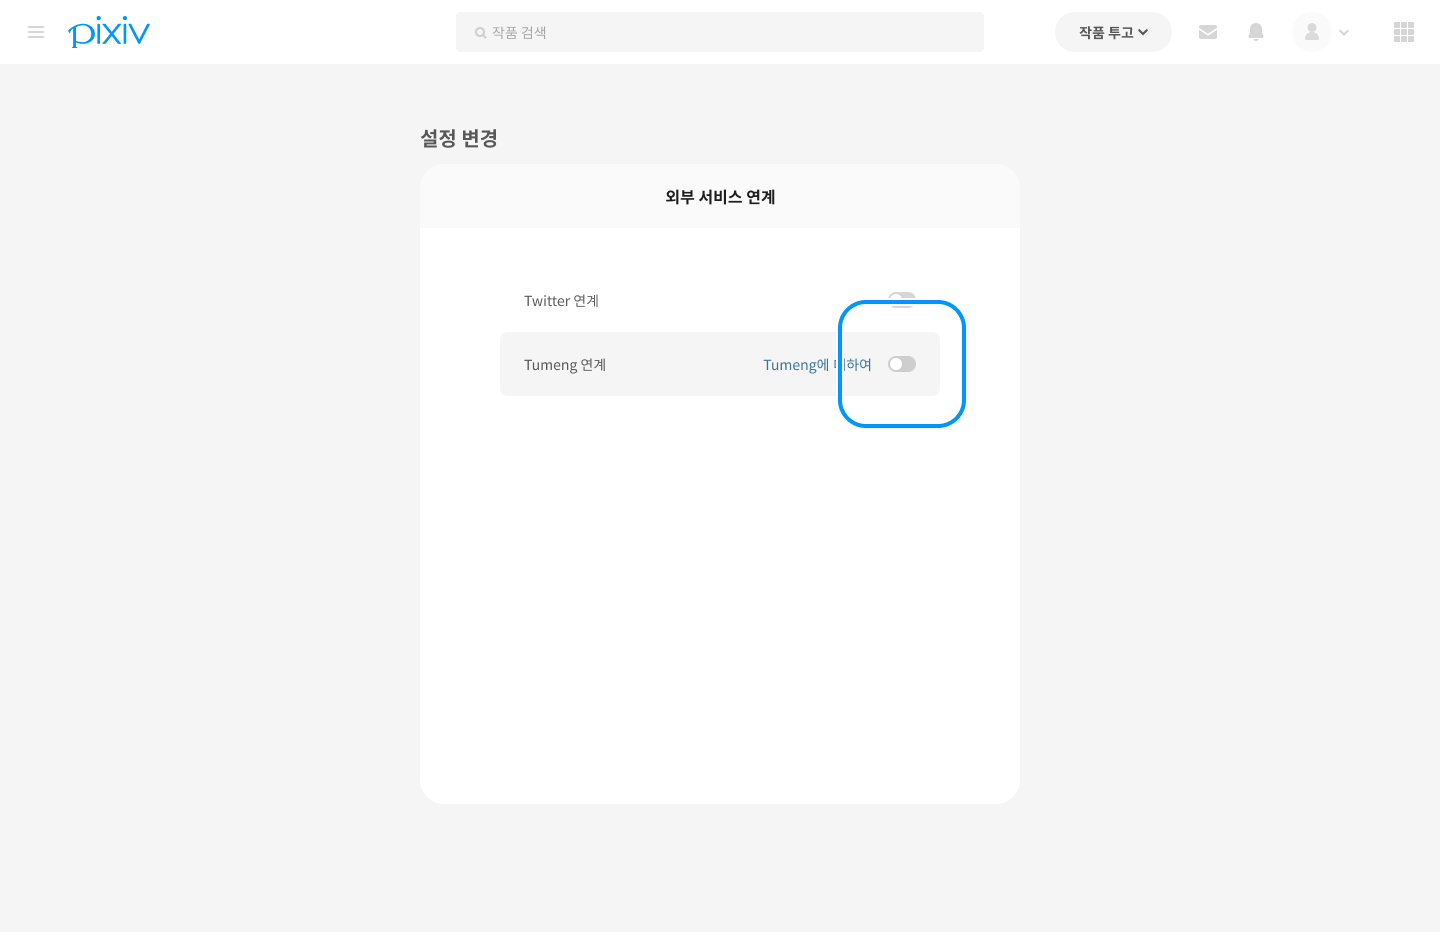 pixiv
작품 검색
작품 투고
설정 변경
외부 서비스 연계
Twitter 연계
Tumeng 연계
Tumeng에 대하여